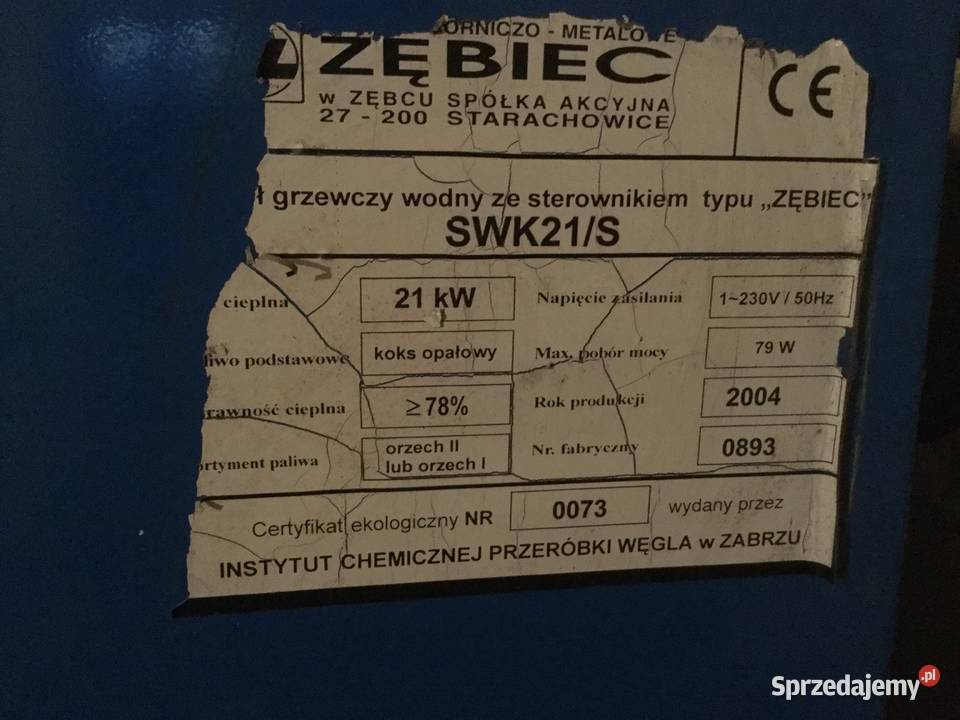 ÓRNICZO - METALOWE
ZĘBIEC
w ZĘBCU SPÓŁKA AKCYJNA
27 - 200 STARACHOWICE
CE
ł grzewczy wodny ze sterownikiem typu „ZĘBIEC”
SWK21/S
cieplna 21 kW Napięcie zasilania 1~230V / 50Hz
liwo podstawowe koks opałowy Max. pobór mocy 79 W
rawność cieplna ≥78% Rok produkcji 2004
ortyment paliwa orzech II lub orzech I Nr. fabryczny 0893
Certyfikat ekologiczny NR 0073 wydany przez
INSTYTUT CHEMICZNEJ PRZERÓBKI WĘGLA w ZABRZU
Sprzedajemy.pl